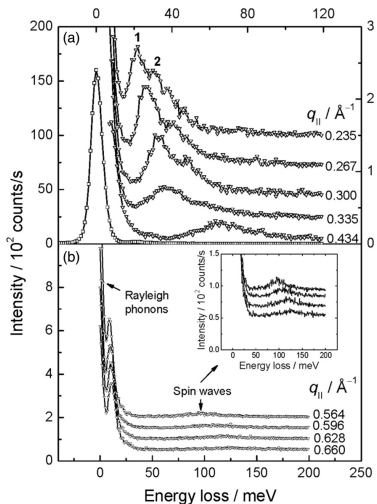 0 40 80 120
200 3
(a) 1
2
150
q|| / Å−1
0.235
2
100
0.267
0.300
1
50
0.335
0.434
0 0
Intensity / 10² counts/s
(b)
Rayleigh
phonons
8
6
4
2
0
1.5
1.0
0.5
0.0
Intensity / 10² counts/s
0 50 100 150 200
Energy loss / meV
Spin waves
q|| / Å−1
0.564
0.596
0.628
0.660
0 50 100 150 200 250
Energy loss / meV